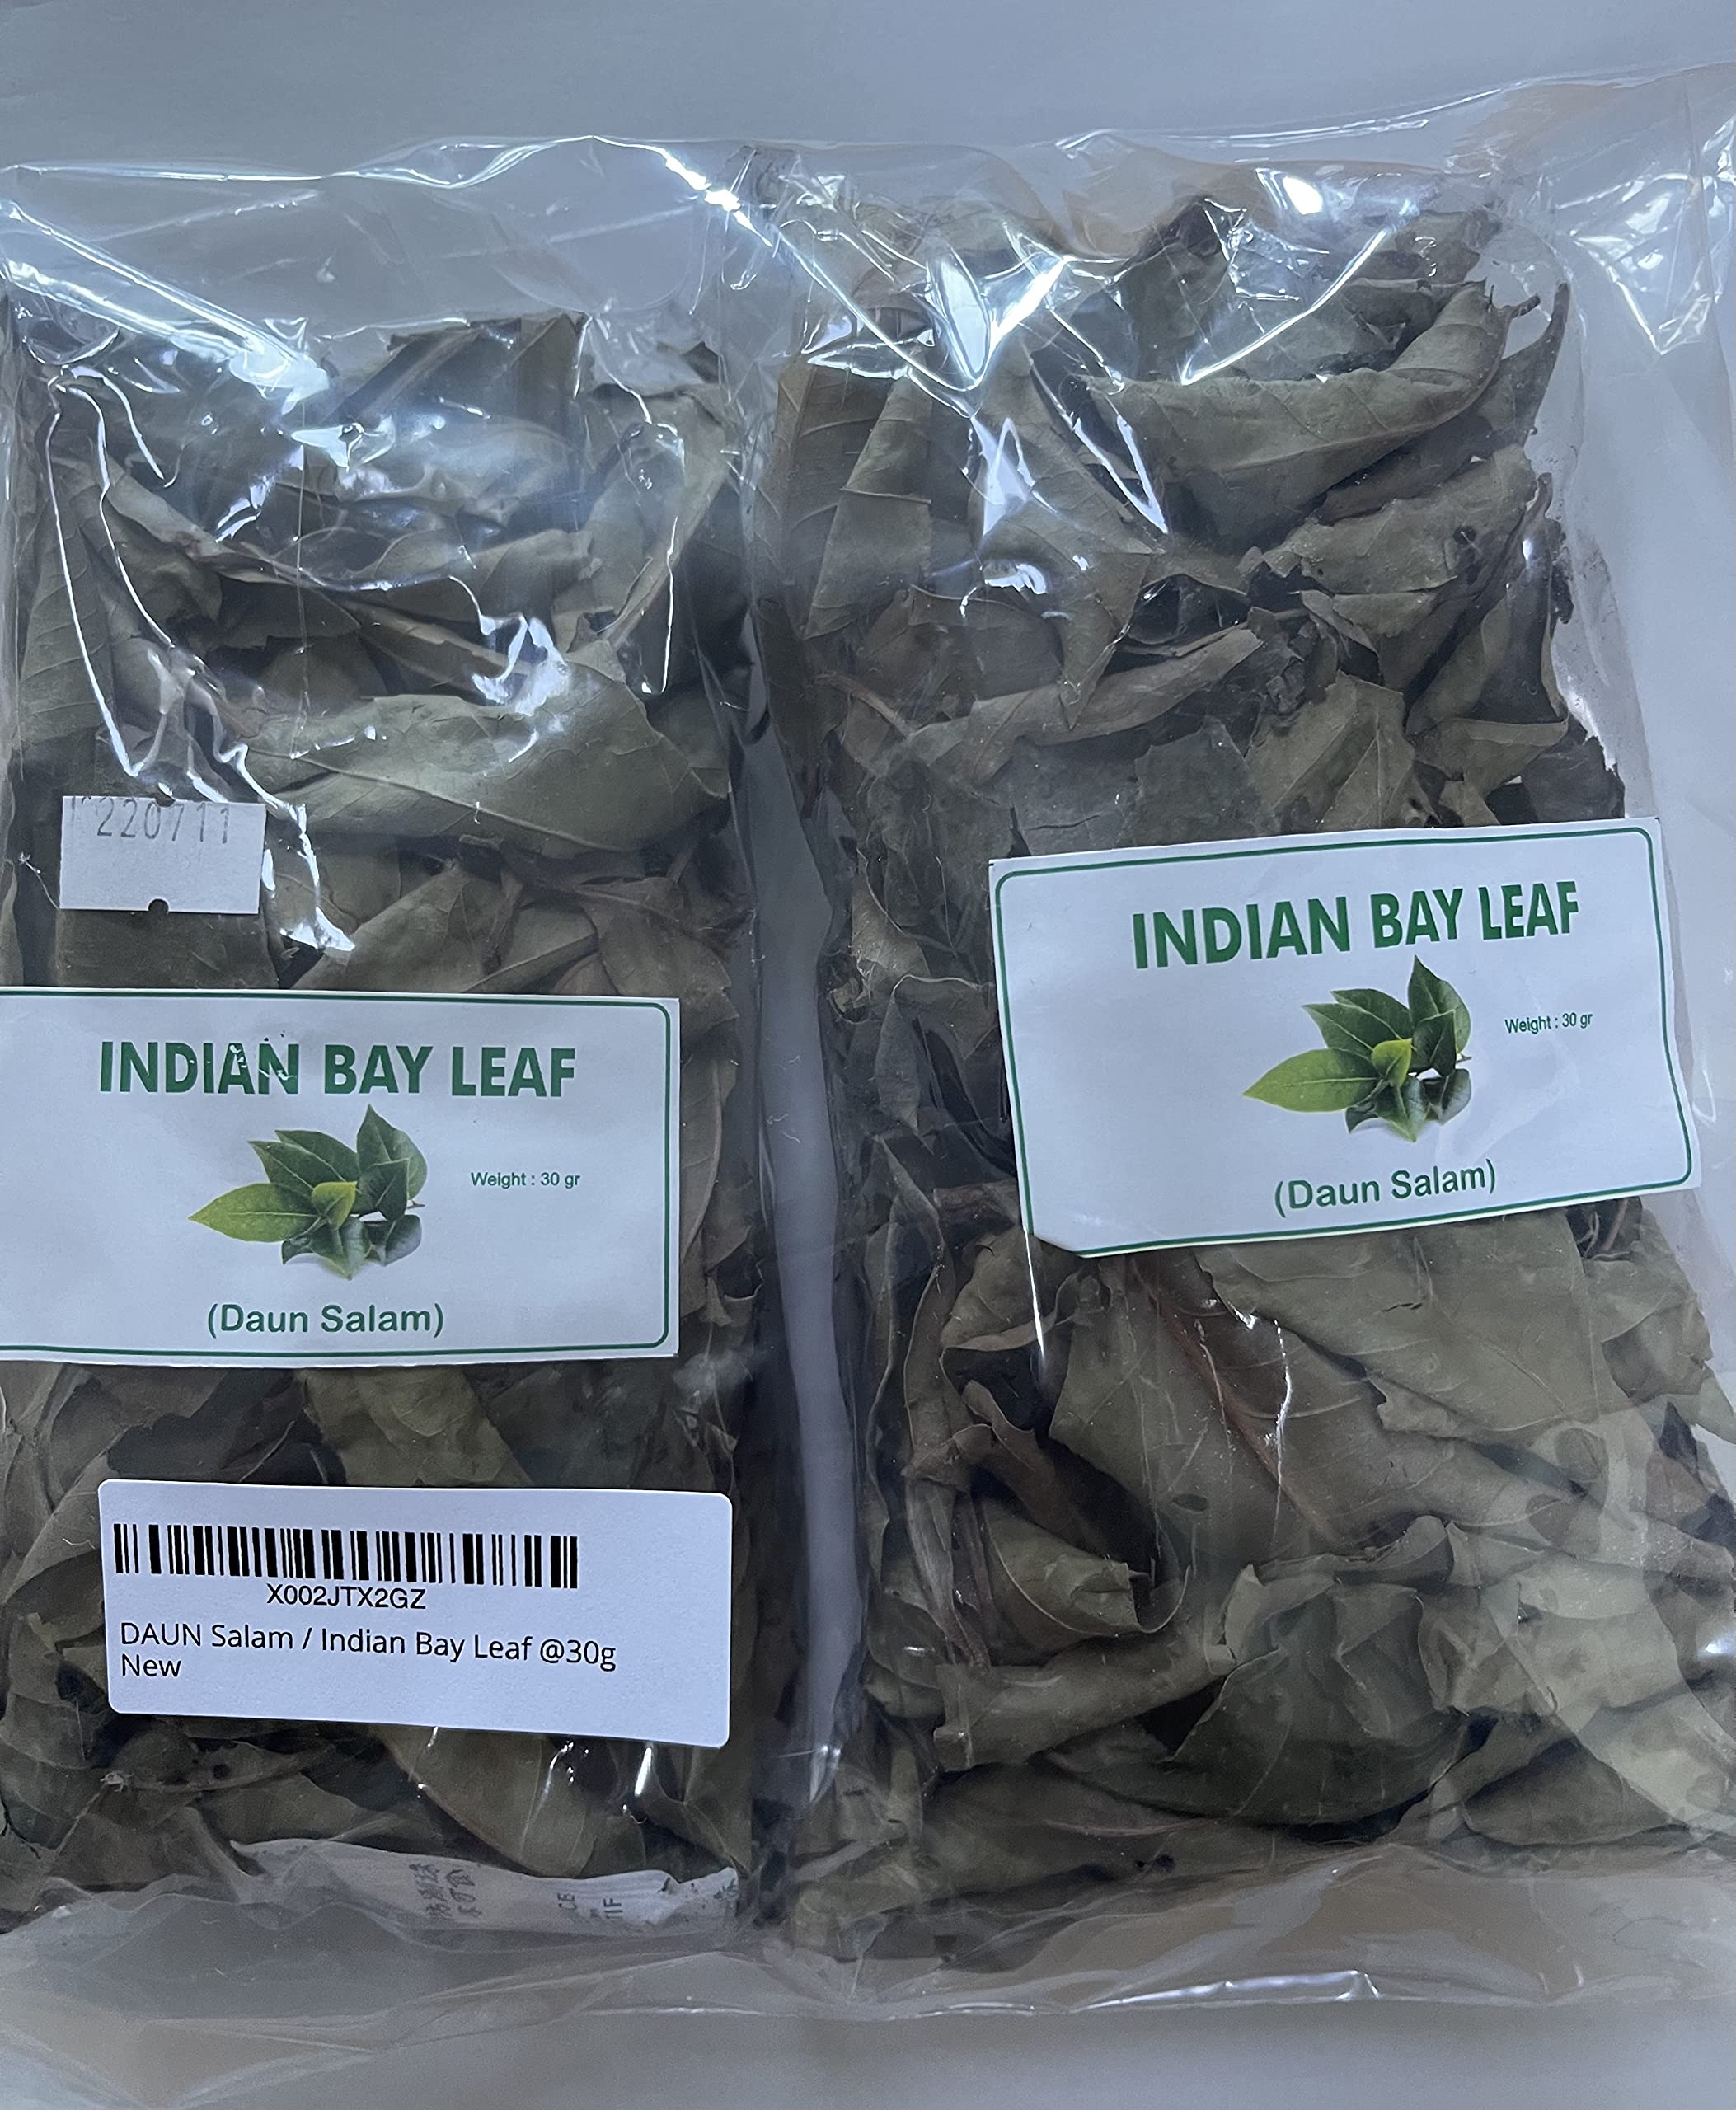 220711
INDIAN BAY LEAF
Weight : 30 gr
(Daun Salam)
X002JTX2GZ
DAUN Salam / Indian Bay Leaf @30g
New
INDIAN BAY LEAF
Weight : 30 gr
(Daun Salam)